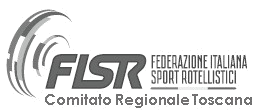 FISR FEDERAZIONE ITALIANA
SPORT ROTELLISTICI
Comitato Regionale Toscana